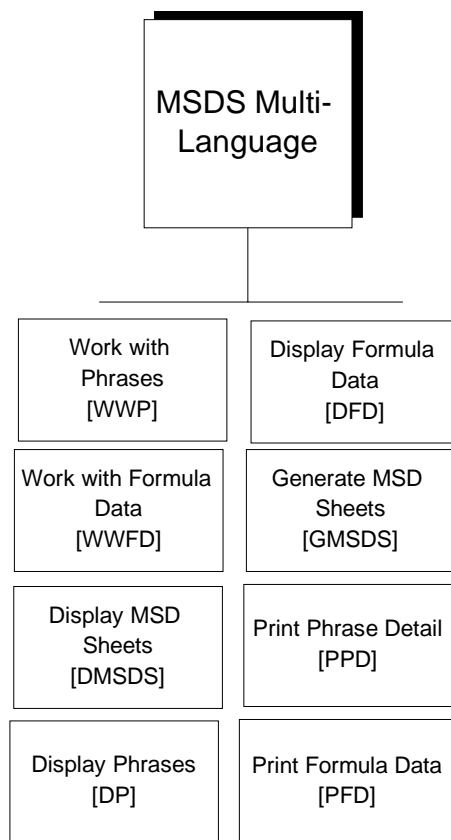 MSDS Multi-
Language
Work with
Phrases
[WWP]
Display Formula
Data
[DFD]
Work with Formula
Data
[WWFD]
Generate MSD
Sheets
[GMSDS]
Display MSD
Sheets
[DMSDS]
Print Phrase Detail
[PPD]
Display Phrases
[DP]
Print Formula Data
[PFD]